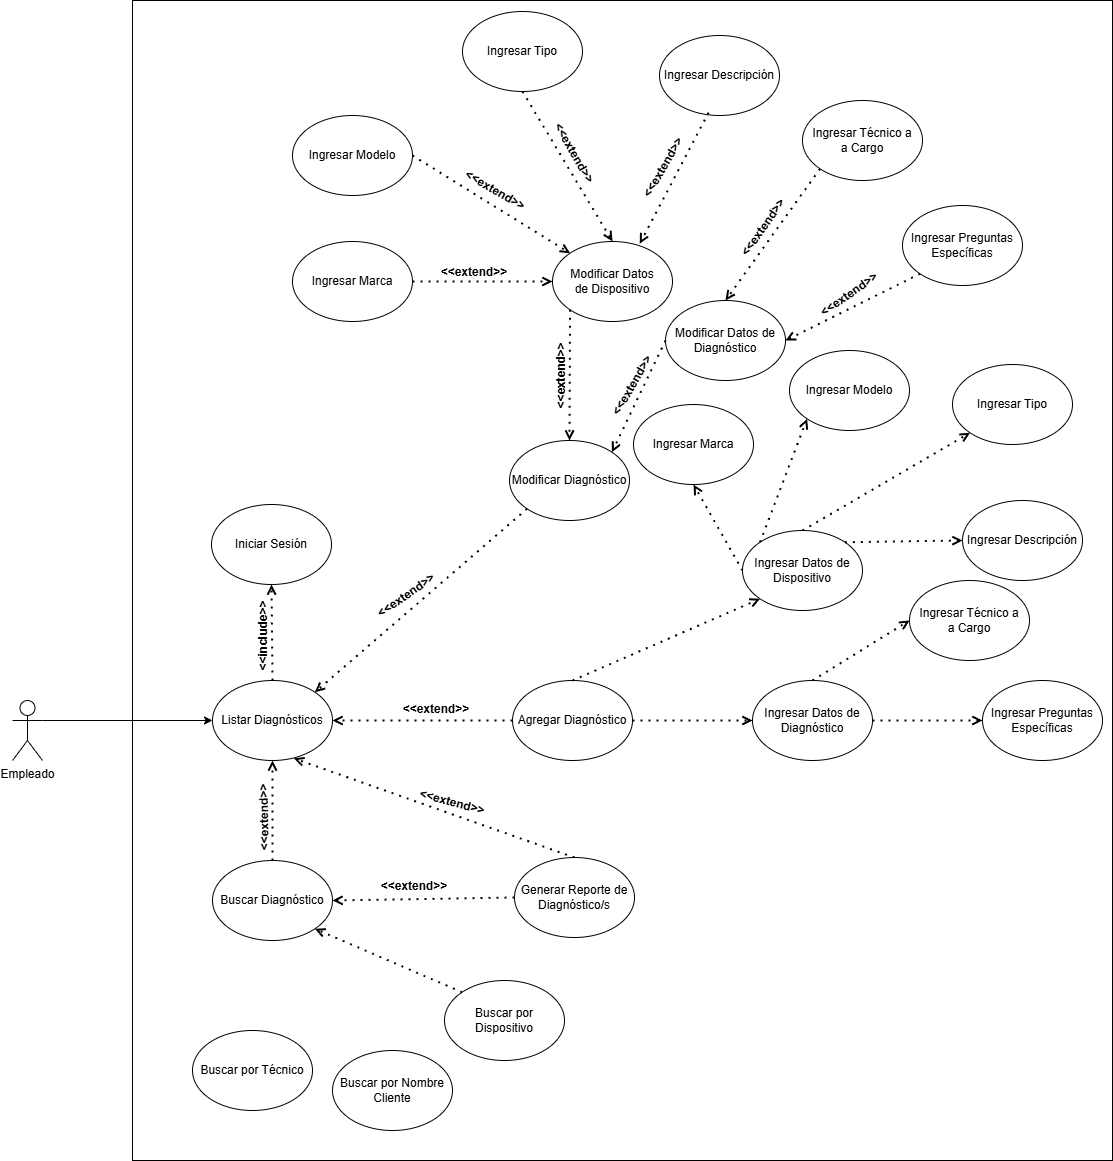 Ingresar Tipo
Ingresar Descripción
<<extend>>
<<extend>>
Ingresar Técnico a
a Cargo
Ingresar Modelo
<<extend>>
<<extend>>
Ingresar Preguntas
Específicas
Ingresar Marca
<<extend>>
Modificar Datos
de Dispositivo
<<extend>>
Modificar Datos de
Diagnóstico
<<extend>>
<<extend>>
Ingresar Modelo
Ingresar Tipo
Ingresar Marca
Modificar Diagnóstico
Iniciar Sesión
Ingresar Descripción
Ingresar Datos de
Dispositivo
<<extend>>
<<include>>
Ingresar Técnico a
a Cargo
Empleado
Listar Diagnósticos
<<extend>>
Agregar Diagnóstico
Ingresar Datos de
Diagnóstico
Ingresar Preguntas
Específicas
<<extend>>
<<extend>>
Buscar Diagnóstico
<<extend>>
Generar Reporte de
Diagnóstico/s
Buscar por
Dispositivo
Buscar por Técnico
Buscar por Nombre
Cliente